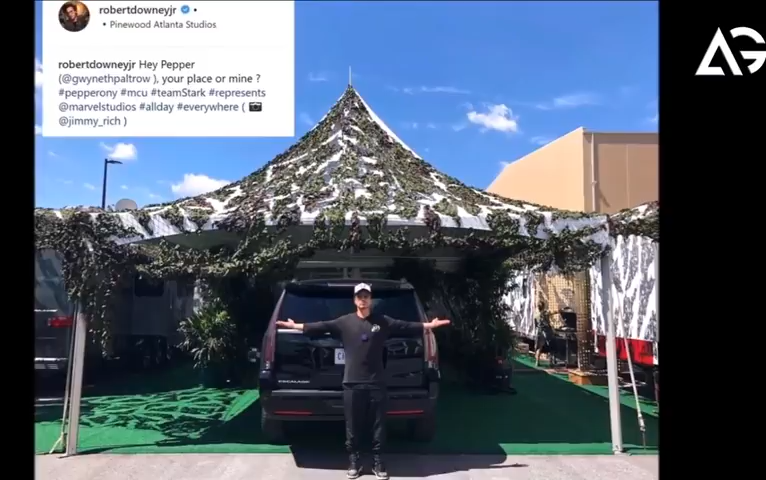 robertdowneyjr
• Pinewood Atlanta Studios
robertdowneyjr Hey Pepper
(@gwynethpaltrow ), your place or mine ?
#pepperony #mcu #teamStark #represents
@marvelstudios #allday #everywhere ( 📷
@jimmy_rich )
AG
ESCALADE